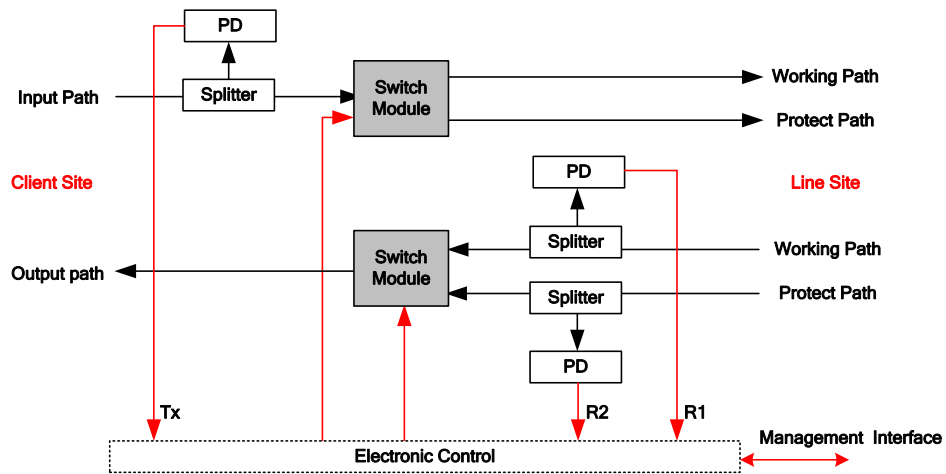 PD
Input Path
Splitter
Switch
Module
Working Path
Protect Path
Client Site
PD
Line Site
Splitter
Working Path
Output path
Switch
Module
Splitter
Protect Path
PD
Tx
R2
R1
Electronic Control
Management Interface